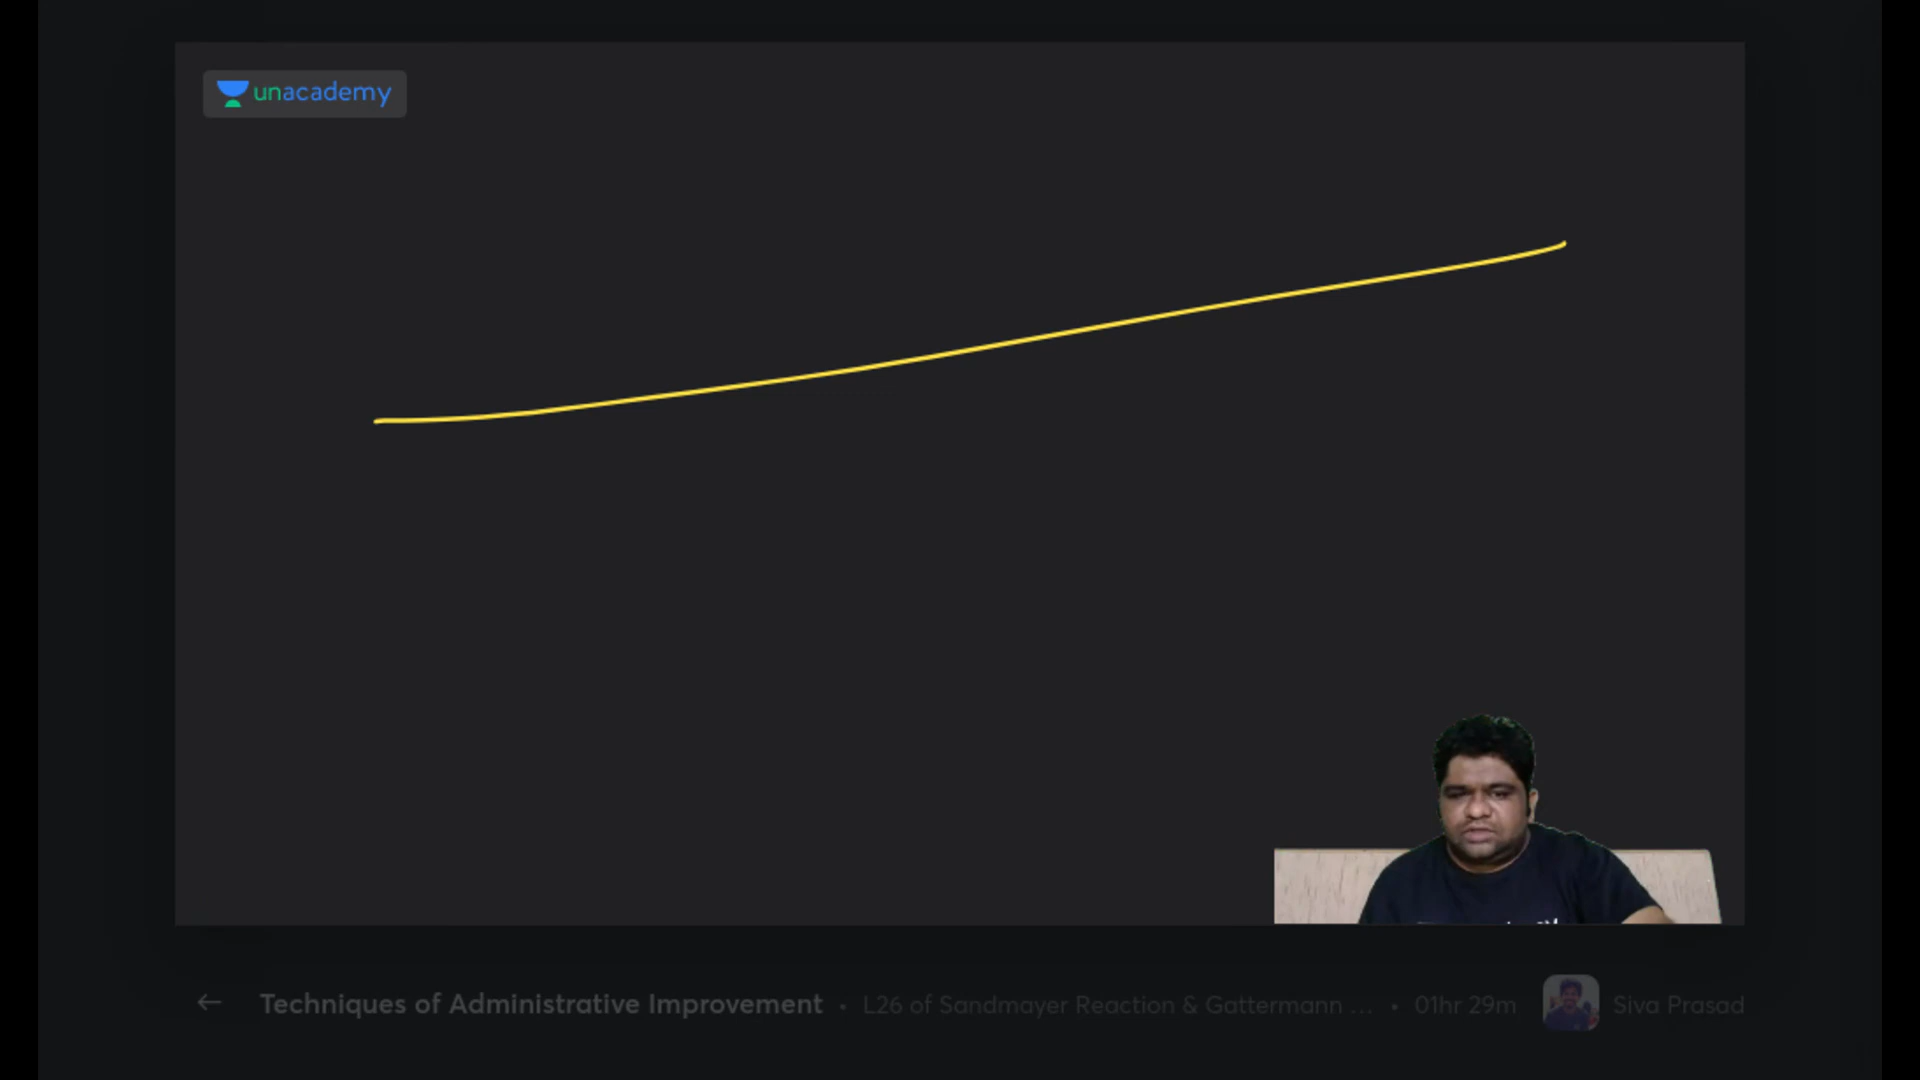 unacademy
Techniques of Administrative Improvement • L26 of Sandmayer Reaction & Gattermann ... • 01hr 29m Siva Prasad